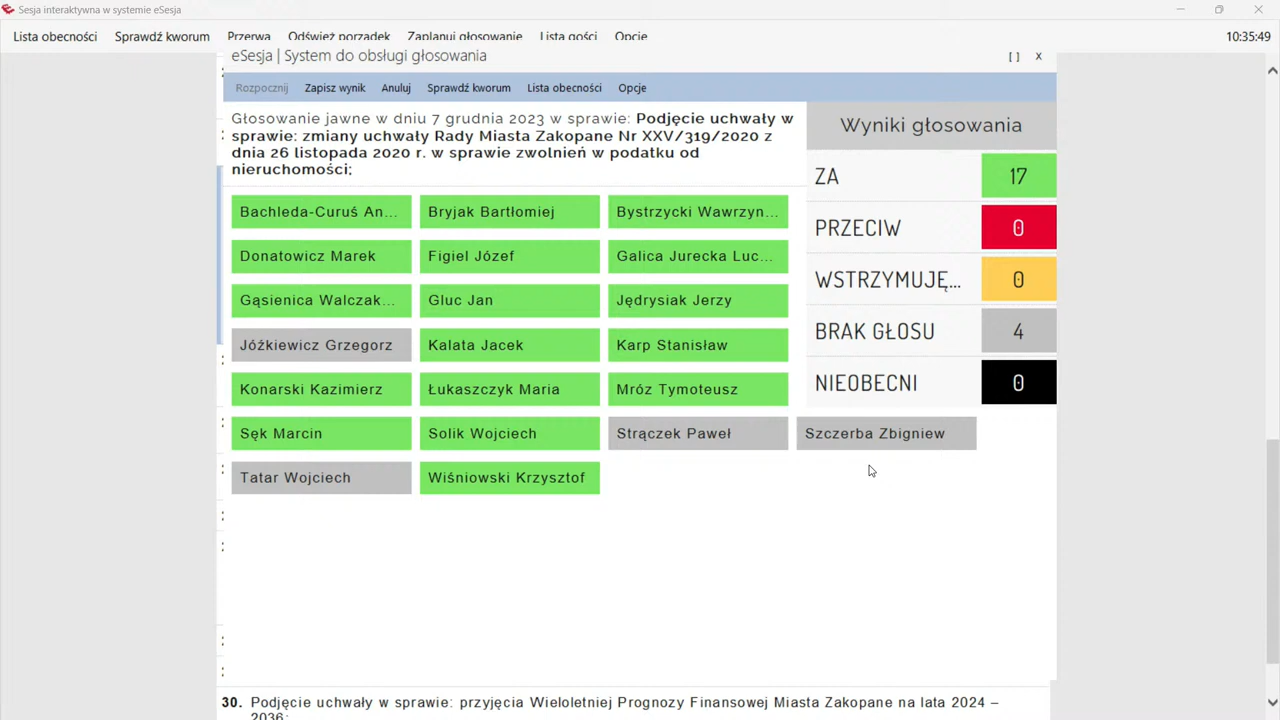 Sesja interaktywna w systemie eSesja
Lista obecności Sprawdź kworum Przerwa Odśwież porządek Zaplanuj głosowanie Lista gości Opcje 10:35:49
eSesja | System do obsługi głosowania [ ] X
Rozpocznij Zapisz wynik Anuluj Sprawdź kworum Lista obecności Opcje
Głosowanie jawne w dniu 7 grudnia 2023 w sprawie: Podjęcie uchwały w
sprawie: zmiany uchwały Rady Miasta Zakopane Nr XXV/319/2020 z
dnia 26 listopada 2020 r. w sprawie zwolnień w podatku od
nieruchomości;
Wyniki głosowania
ZA 17
PRZECIW 0
WSTRZYMUJĘ... 0
BRAK GŁOSU 4
NIEOBECNI 0
Bachleda-Curuś An... Bryjak Bartłomiej Bystrzycki Wawrzyn...
Donatowicz Marek Figiel Józef Galica Jurecka Luc...
Gąsienica Walczak... Gluc Jan Jędrysiak Jerzy
Jóźkiewicz Grzegorz Kalata Jacek Karp Stanisław
Konarski Kazimierz Łukaszczyk Maria Mróz Tymoteusz
Sęk Marcin Solik Wojciech Strączek Paweł Szczerba Zbigniew
Tatar Wojciech Wiśniowski Krzysztof
30. Podjęcie uchwały w sprawie: przyjęcia Wieloletniej Prognozy Finansowej Miasta Zakopane na lata 2024 –
2036;